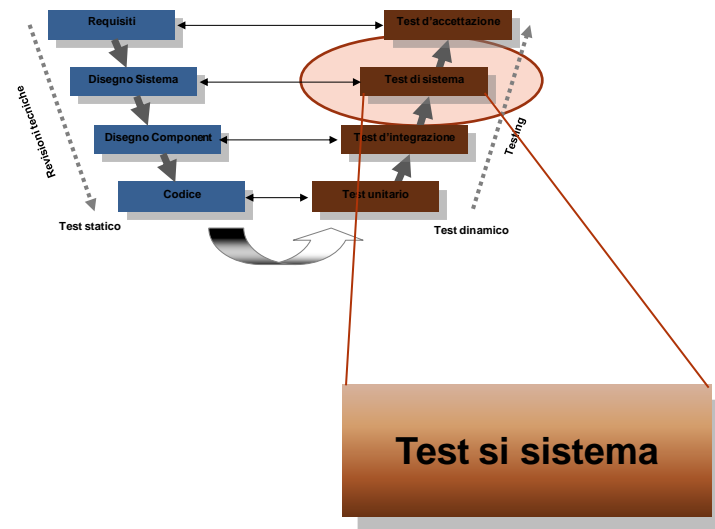 Requisiti
Test d'accettazione
Disegno Sistema
Test di sistema
Revisioni tecniche
Disegno Component
Test d'integrazione
Testing
Codice
Test unitario
Test statico
Test dinamico
Test si sistema